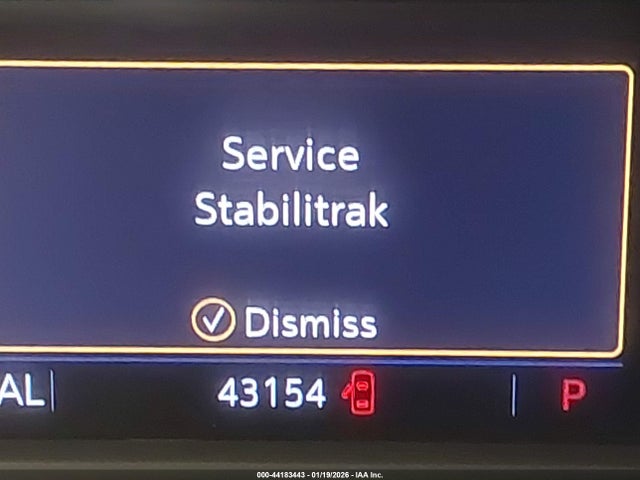 Service
Stabilitrak
Dismiss
AL 43154 P
000-44183443 - 01/19/2026 - IAA Inc.